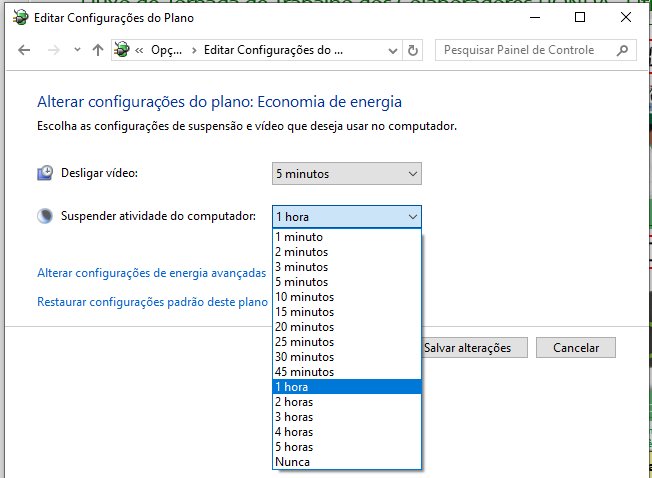 Editar Configurações do Plano
Opç... Editar Configurações do ...
Pesquisar Painel de Controle
Alterar configurações do plano: Economia de energia
Escolha as configurações de suspensão e vídeo que deseja usar no computador.
Desligar vídeo: 5 minutos
Suspender atividade do computador: 1 hora
1 minuto
2 minutos
3 minutos
5 minutos
10 minutos
15 minutos
20 minutos
25 minutos
30 minutos
45 minutos
1 hora
2 horas
3 horas
4 horas
5 horas
Nunca
Alterar configurações de energia avançadas
Restaurar configurações padrão deste plano
Salvar alterações
Cancelar